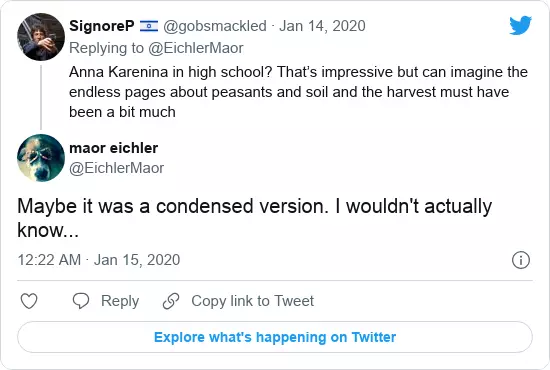 SignoreP 🇮🇱 @gobsmackled · Jan 14, 2020
Replying to @EichlerMaor
Anna Karenina in high school? That's impressive but can imagine the
endless pages about peasants and soil and the harvest must have
been a bit much
maor eichler
@EichlerMaor
Maybe it was a condensed version. I wouldn't actually
know...
12:22 AM · Jan 15, 2020
Reply
Copy link to Tweet
Explore what's happening on Twitter